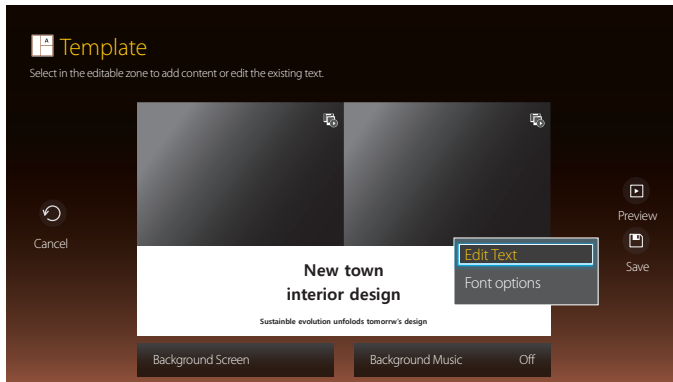 A
Template
Select in the editable zone to add content or edit the existing text.
Cancel
Preview
Save
Edit Text
Font options
New town
interior design
Sustainble evolution unfolods tomorrw's design
Background Screen
Background Music Off